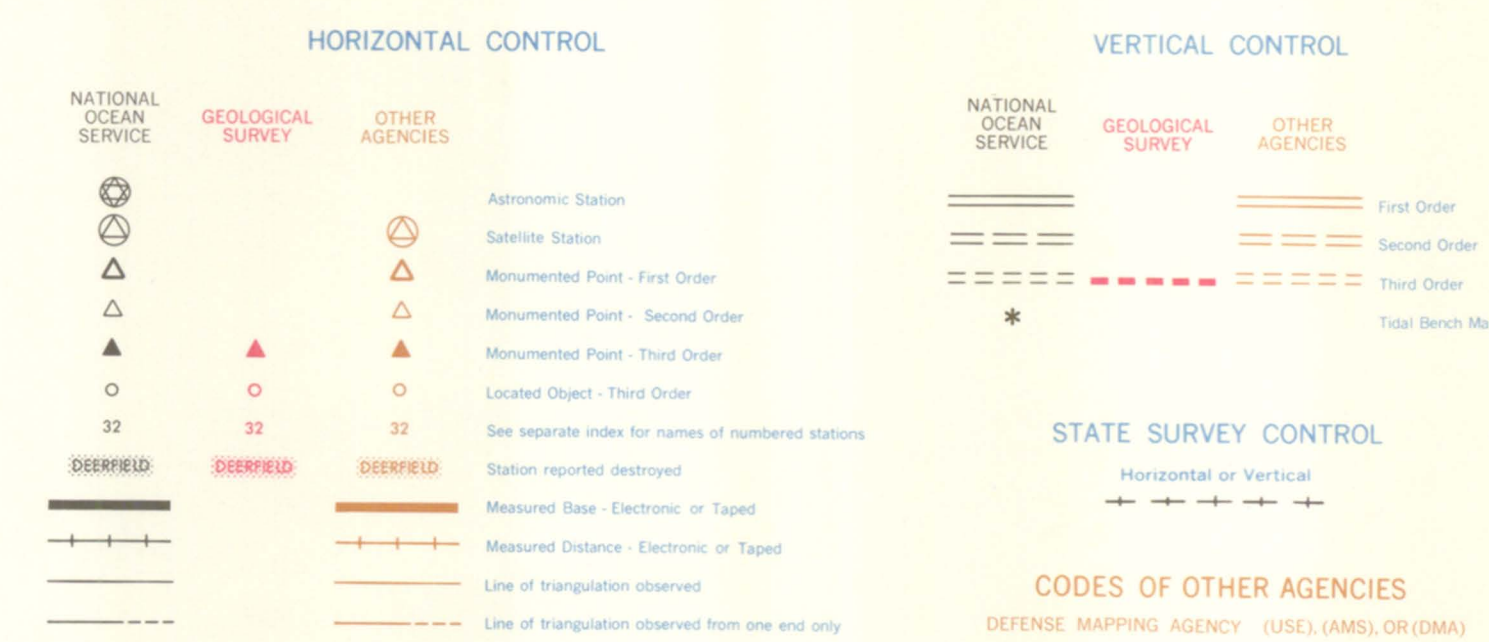 HORIZONTAL CONTROL
NATIONAL
OCEAN
SERVICE
GEOLOGICAL
SURVEY
OTHER
AGENCIES
Astronomic Station
Satellite Station
Monumented Point - First Order
Monumented Point - Second Order
Monumented Point - Third Order
Located Object - Third Order
32 32 32 See separate index for names of numbered stations
DEERFIELD DEERFIELD DEERFIELD Station reported destroyed
Measured Base - Electronic or Taped
Measured Distance - Electronic or Taped
Line of triangulation observed
Line of triangulation observed from one end only
VERTICAL CONTROL
NATIONAL
OCEAN
SERVICE
GEOLOGICAL
SURVEY
OTHER
AGENCIES
First Order
Second Order
Third Order
Tidal Bench Ma
STATE SURVEY CONTROL
Horizontal or Vertical
CODES OF OTHER AGENCIES
DEFENSE MAPPING AGENCY (USE), (AMS), OR (DMA)